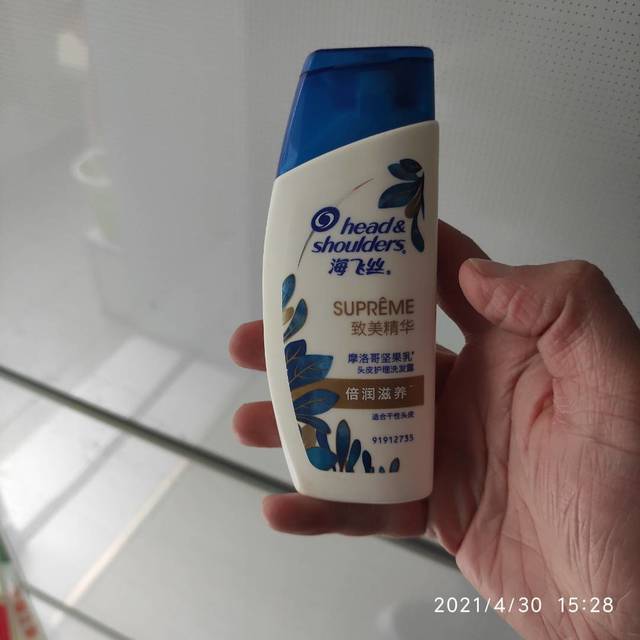 head&
shoulders
海飞丝
SUPRÊME
致美精华
摩洛哥坚果乳*
头皮护理洗发露
倍润滋养
适合干性头皮
91912735
2021/4/30 15:28